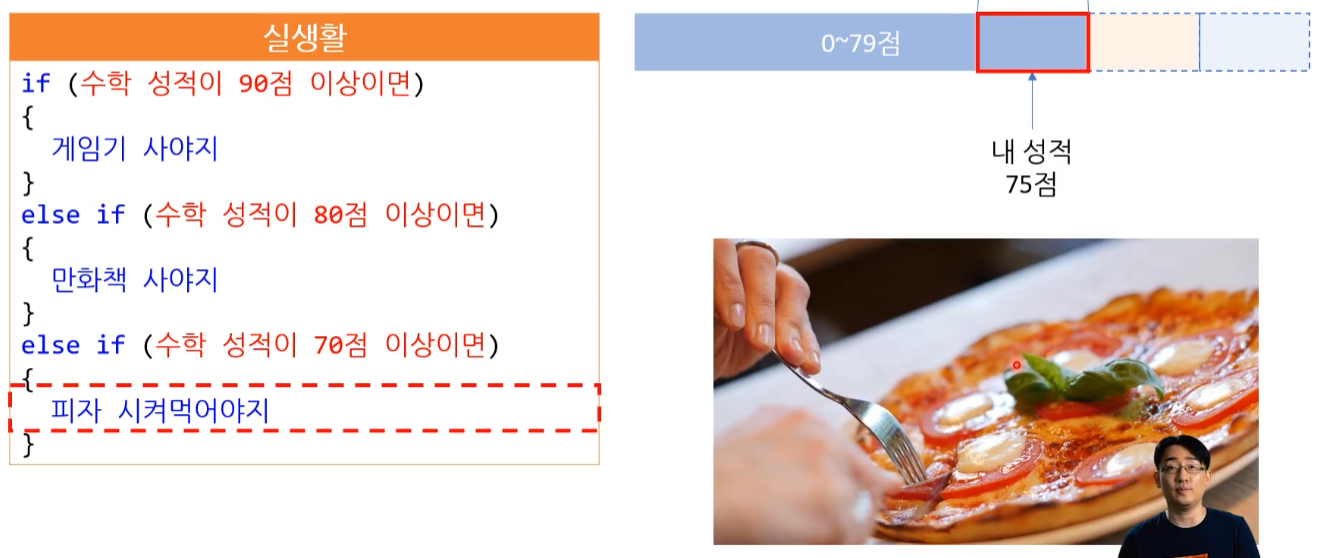 실생활
if (수학 성적이 90점 이상이면)
{
게임기 사야지
}
else if (수학 성적이 80점 이상이면)
{
만화책 사야지
}
else if (수학 성적이 70점 이상이면)
{
피자 시켜먹어야지
}
0~79점
내 성적
75점